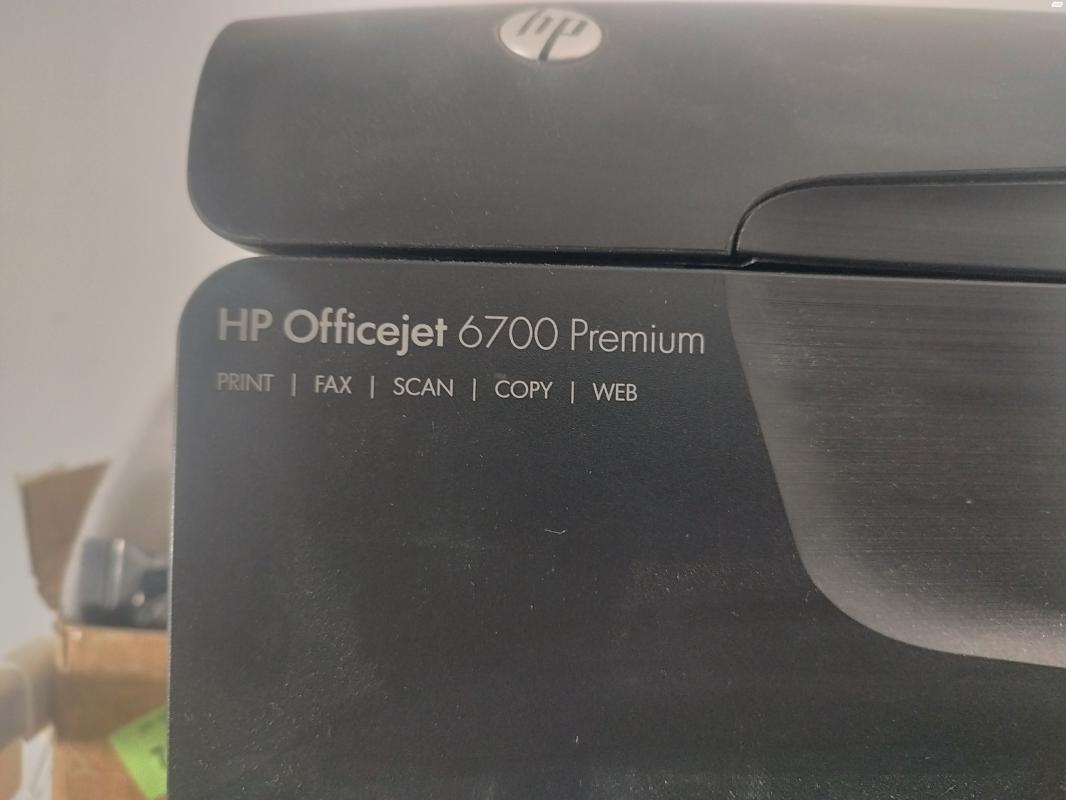 hp
HP Officejet 6700 Premium
PRINT | FAX | SCAN | COPY | WEB